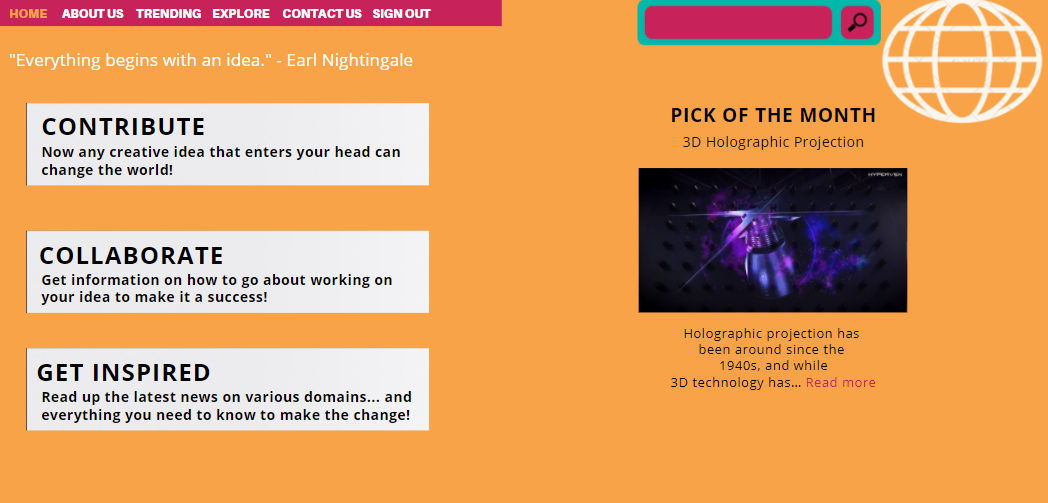 HOME ABOUT US TRENDING EXPLORE CONTACT US SIGN OUT
"Everything begins with an idea." - Earl Nightingale
CONTRIBUTE
Now any creative idea that enters your head can
change the world!
COLLABORATE
Get information on how to go about working on
your idea to make it a success!
GET INSPIRED
Read up the latest news on various domains... and
everything you need to know to make the change!
PICK OF THE MONTH
3D Holographic Projection
HYPERVSN
Holographic projection has
been around since the
1940s, and while
3D technology has... Read more